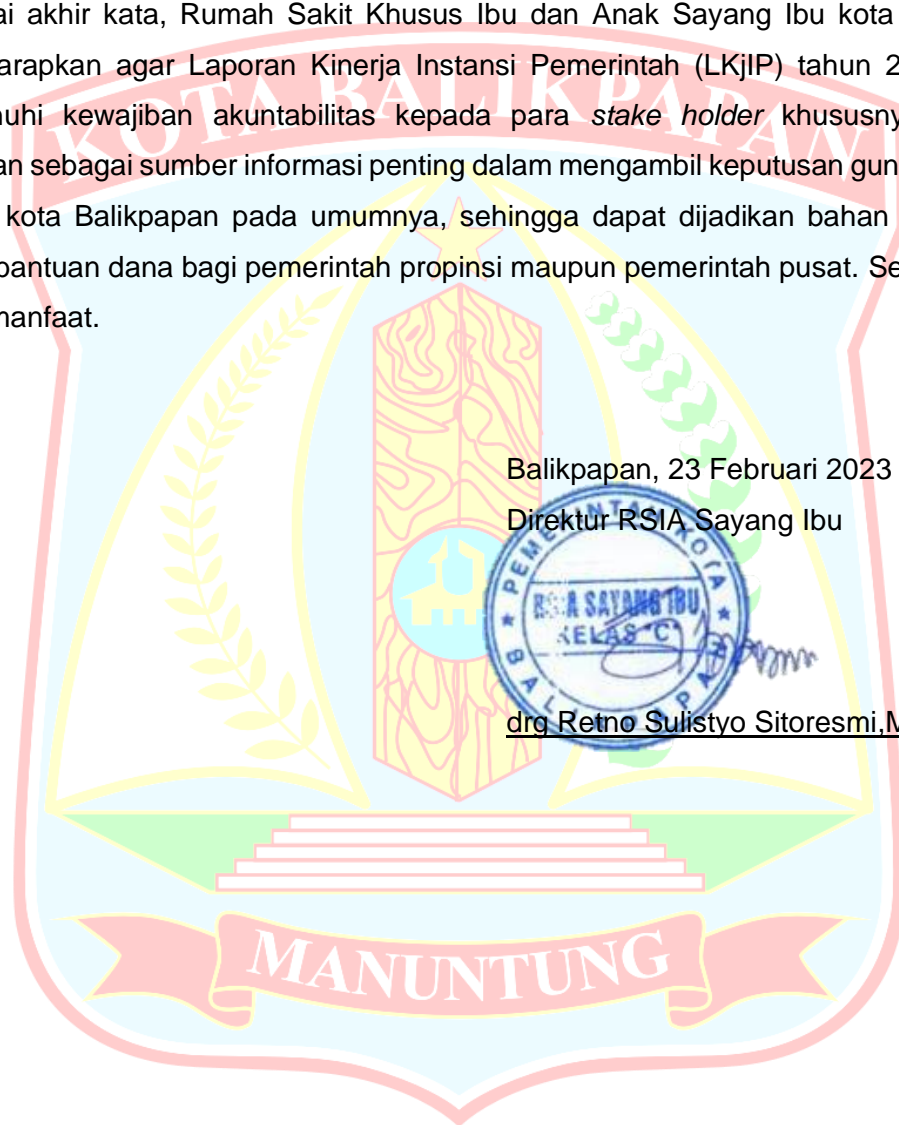 ai akhir kata, Rumah Sakit Khusus Ibu dan Anak Sayang Ibu kota
arapkan agar Laporan Kinerja Instansi Pemerintah (LKjIP) tahun 2
uhi kewajiban akuntabilitas kepada para stake holder khususny
an sebagai sumber informasi penting dalam mengambil keputusan gun
kota Balikpapan pada umumnya, sehingga dapat dijadikan bahan
bantuan dana bagi pemerintah propinsi maupun pemerintah pusat. Se
manfaat.
KOTA BALIKPAPAN
Balikpapan, 23 Februari 2023
Direktur RSIA Sayang Ibu
PEMERINTAH KOTA
RSIA SAYANG IBU
KELAS "C"
BALIKPAPAN
drg Retno Sulistyo Sitoresmi,M
MANUNTUNG